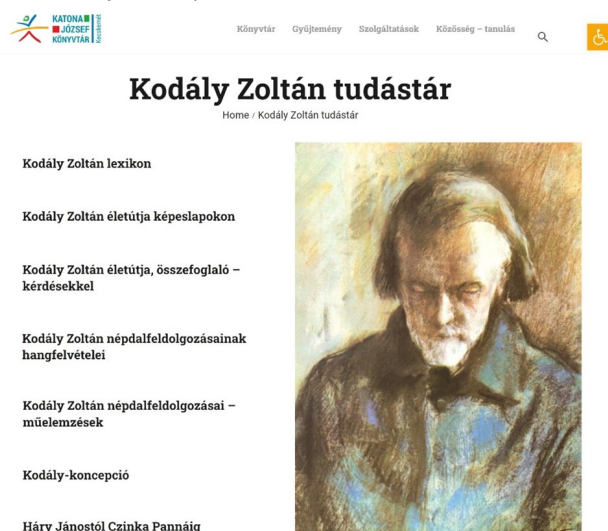 KATONA
JÓZSEF
KÖNYVTÁR
Kecskemét
Könyvtár Gyűjtemény Szolgáltatások Közösség – tanulás
Kodály Zoltán tudástár
Home / Kodály Zoltán tudástár
Kodály Zoltán lexikon
Kodály Zoltán életútja képeslapokon
Kodály Zoltán életútja, összefoglaló –
kérdésekkel
Kodály Zoltán népdalfeldolgozásainak
hangfelvételei
Kodály Zoltán népdalfeldolgozásai –
műelemzések
Kodály-koncepció
Háry Jánostól Czinka Pannáig